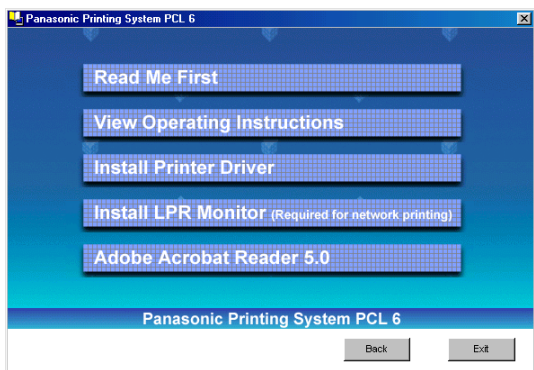 Panasonic Printing System PCL 6
Read Me First
View Operating Instructions
Install Printer Driver
Install LPR Monitor (Required for network printing)
Adobe Acrobat Reader 5.0
Panasonic Printing System PCL 6
Back Exit